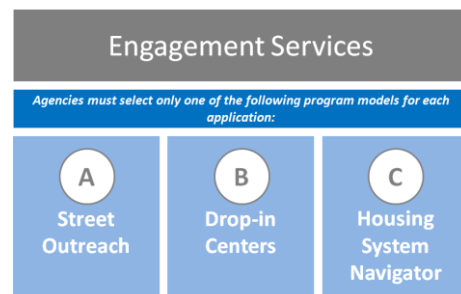 Engagement Services
Agencies must select only one of the following program models for each
application:
A
Street
Outreach
B
Drop-in
Centers
C
Housing
System
Navigator